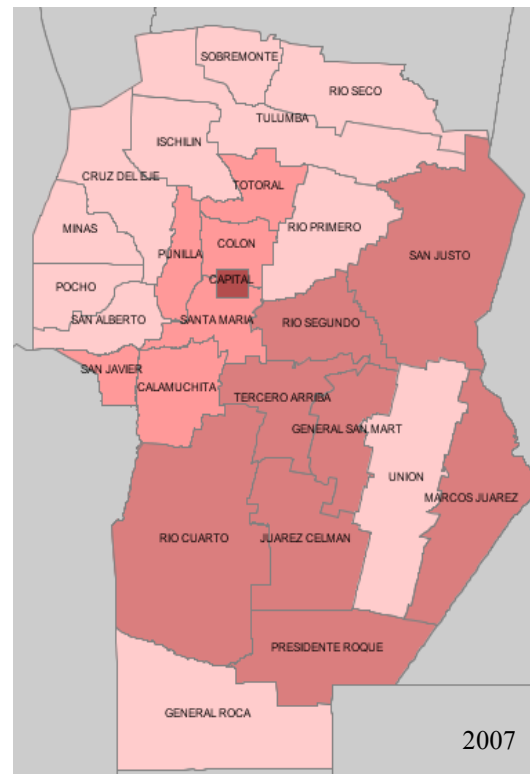 SOBREMONTE
RIO SECO
TULUMBA
ISCHILIN
CRUZ DEL EJE
TOTORAL
RIO PRIMERO
MINAS
COLON
PUNILLA
SAN JUSTO
CAPITAL
POCHO
SAN ALBERTO
SANTA MARIA
RIO SEGUNDO
SAN JAVIER
CALAMUCHITA
TERCERO ARRIBA
GENERAL SAN MART
UNION
MARCOS JUAREZ
RIO CUARTO
JUAREZ CELMAN
PRESIDENTE ROQUE
GENERAL ROCA
2007